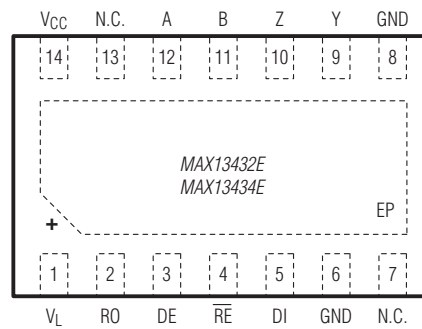 VCC N.C. A B Z Y GND
14 13 12 11 10 9 8
MAX13432E
MAX13434E
EP
+
1 2 3 4 5 6 7
VL RO DE R̅E̅ DI GND N.C.